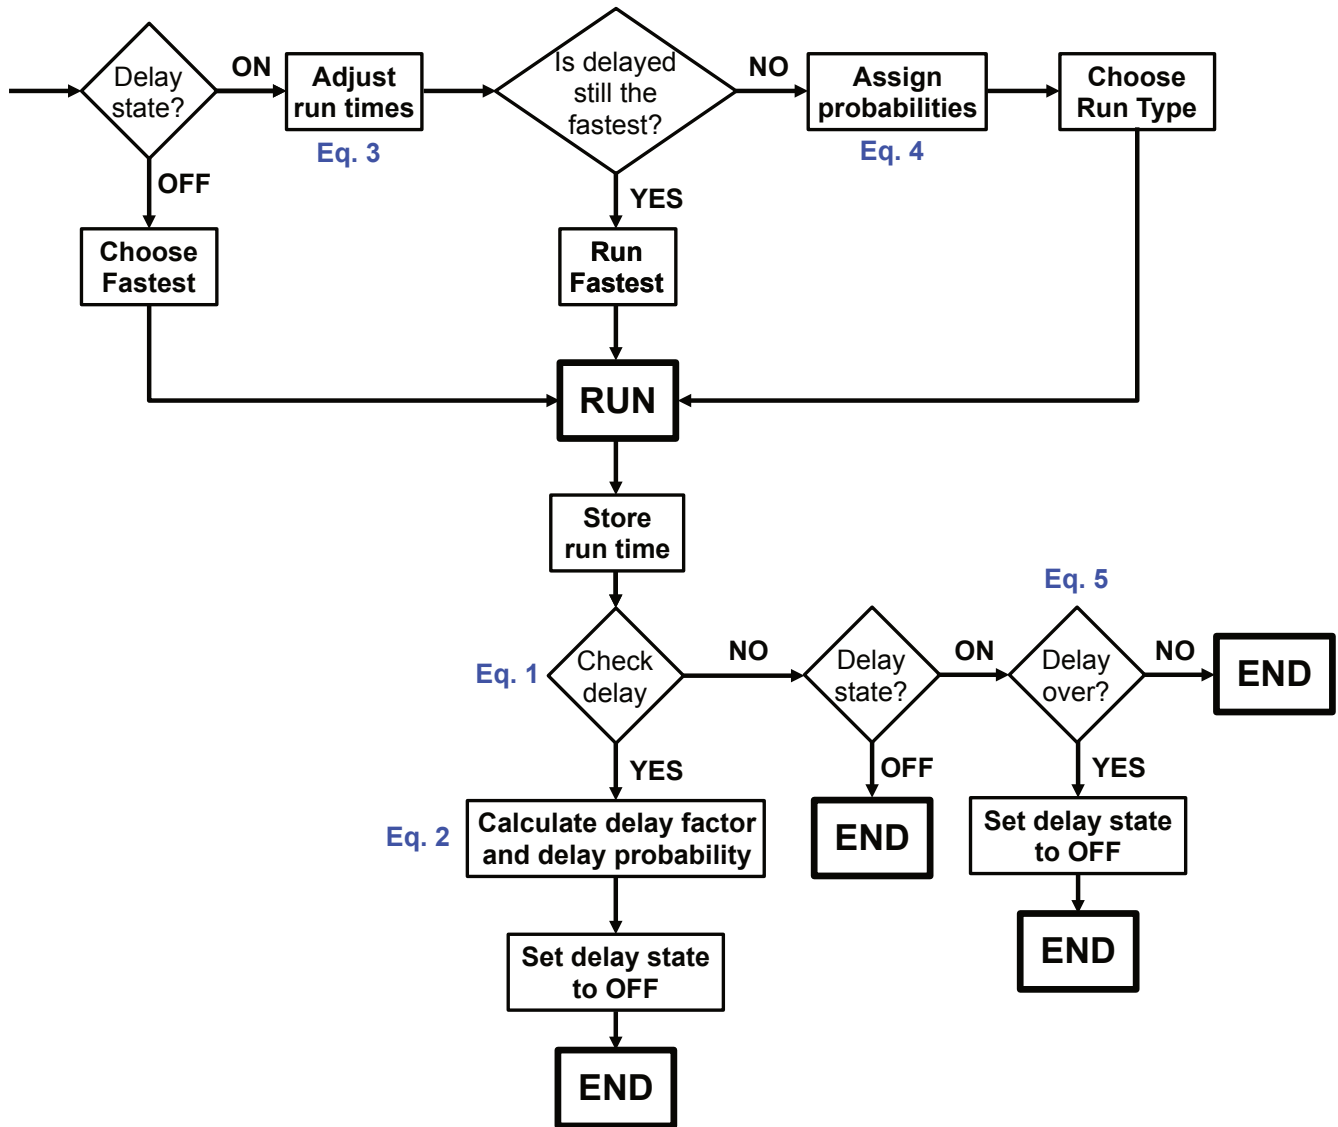 Delay
state?
ON
Adjust
run times
Eq. 3
Is delayed
still the
fastest?
NO
Assign
probabilities
Eq. 4
Choose
Run Type
OFF
Choose
Fastest
YES
Run
Fastest
RUN
Store
run time
Eq. 1
Check
delay
NO
Delay
state?
ON
Eq. 5
Delay
over?
NO
END
YES
OFF
YES
Eq. 2
Calculate delay factor
and delay probability
END
Set delay state
to OFF
Set delay state
to OFF
END
END